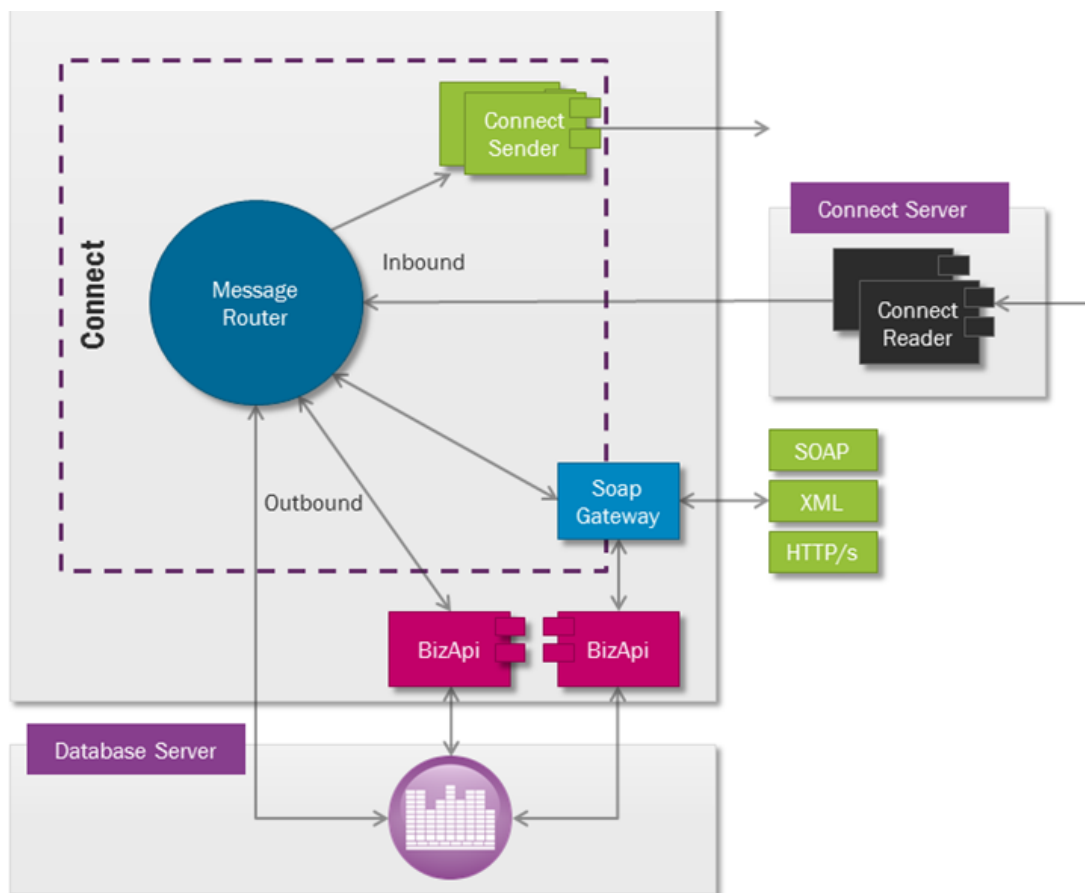 Connect
Sender
Connect Server
Connect
Inbound
Message
Router
Connect
Reader
SOAP
Soap
Gateway
XML
Outbound
HTTP/s
BizApi
BizApi
Database Server